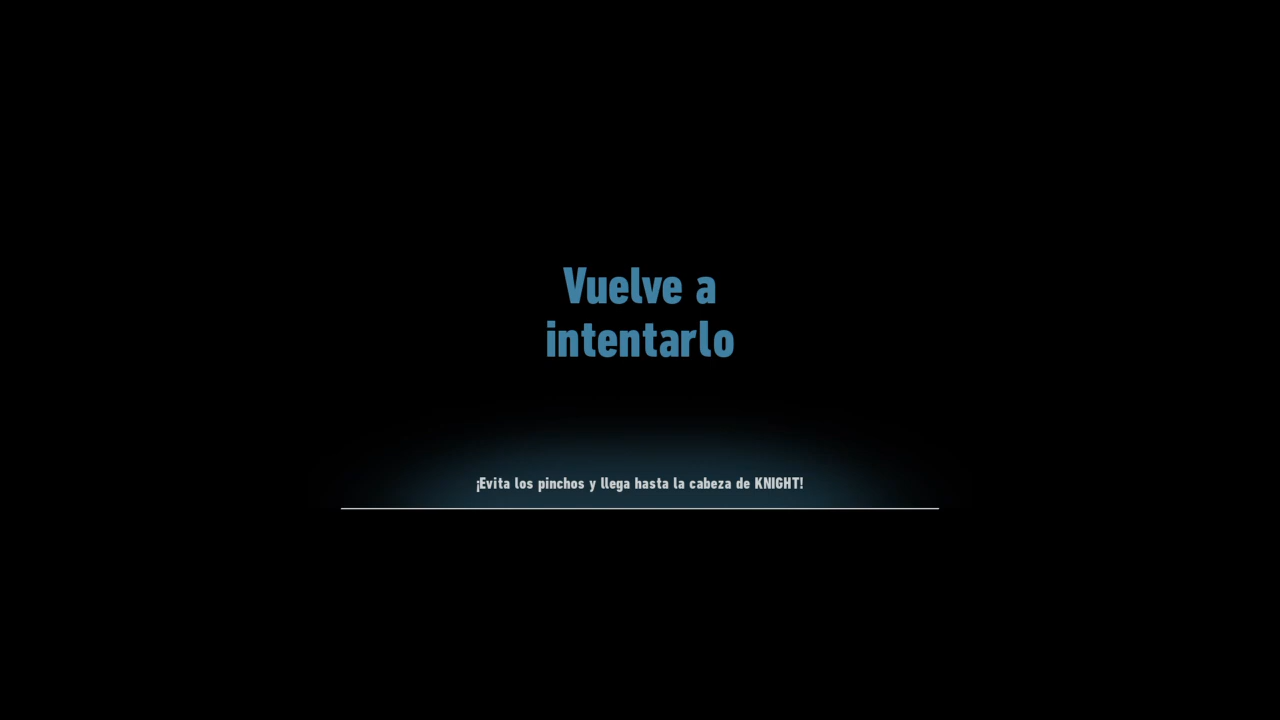 Vuelve a
intentarlo
¡Evita los pinchos y llega hasta la cabeza de KNIGHT!